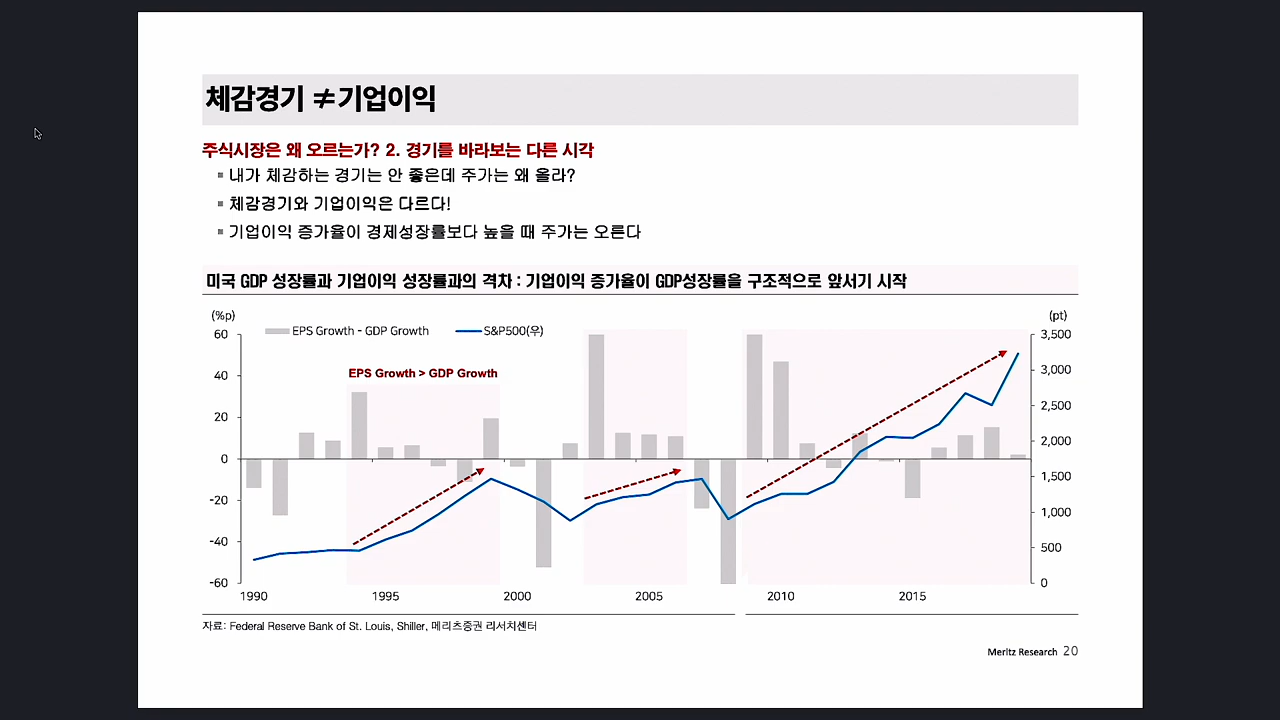 체감경기 ≠기업이익
주식시장은 왜 오르는가? 2. 경기를 바라보는 다른 시각
▪ 내가 체감하는 경기는 안 좋은데 주가는 왜 올라?
▪ 체감경기와 기업이익은 다르다!
▪ 기업이익 증가율이 경제성장률보다 높을 때 주가는 오른다
미국 GDP 성장률과 기업이익 성장률과의 격차 : 기업이익 증가율이 GDP성장률을 구조적으로 앞서기 시작
(%p) (pt)
EPS Growth - GDP Growth S&P500(우)
60 3,500
3,000
40
EPS Growth > GDP Growth
2,500
20
2,000
0
1,500
-20
1,000
-40
500
-60 0
1990 1995 2000 2005 2010 2015
자료: Federal Reserve Bank of St. Louis, Shiller, 메리츠증권 리서치센터
Meritz Research 20